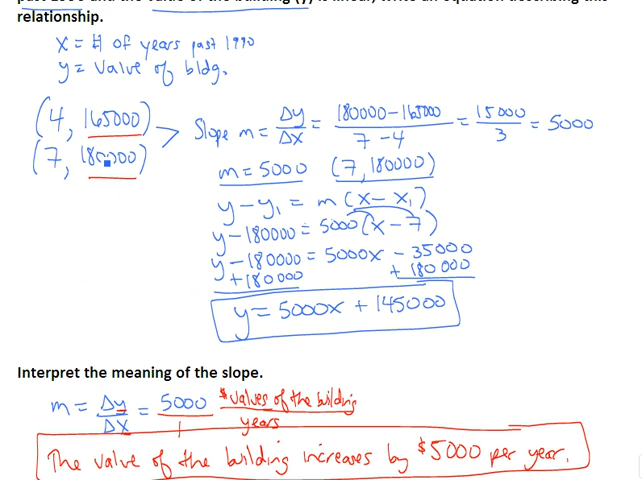 relationship.
x = # of years past 1990
y = Value of bldg.
(4, 165000)
(7, 180000)
Slope m = Δy/Δx = 180000 - 165000 / 7 - 4 = 15000/3 = 5000
m = 5000 (7, 180000)
y - y₁ = m(x - x₁)
y - 180000 = 5000(x - 7)
y - 180000 = 5000x - 35000
+180000 + 180000
y = 5000x + 145000
Interpret the meaning of the slope.
m = Δy/Δx = 5000/1 $ values of the building / years
The value of the building increases by $5000 per year.